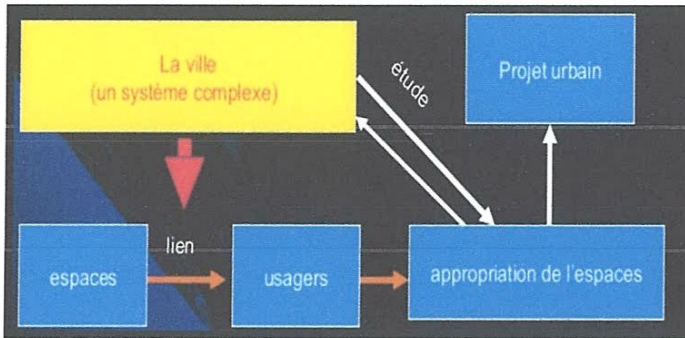 La ville
(un système complexe)
étude
Projet urbain
lien
espaces
usagers
appropriation de l'espaces